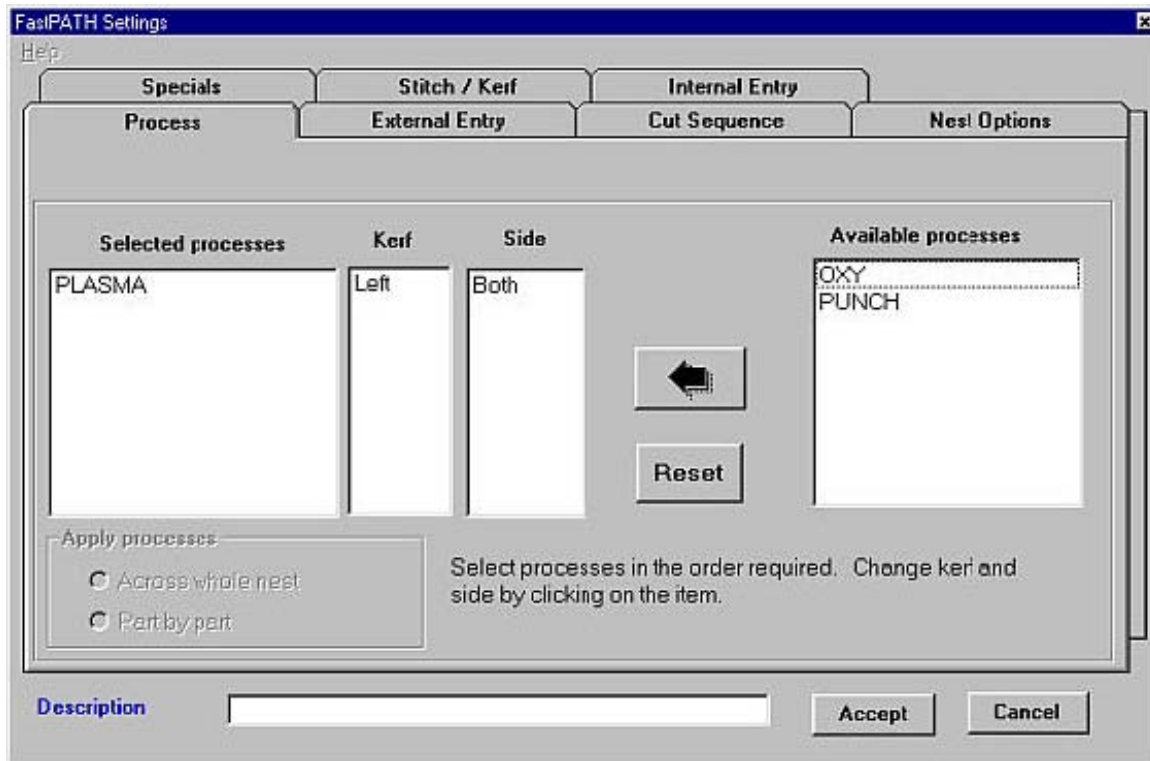 FastPATH Settings
Help
Specials
Stitch / Kerf
Internal Entry
Process
External Entry
Cut Sequence
Nest Options
Selected processes
Kerf
Side
Available processes
PLASMA
Left
Both
OXY
PUNCH
Reset
Apply processes
Across whole nest
Part by part
Select processes in the order required. Change kerf and
side by clicking on the item.
Description
Accept
Cancel